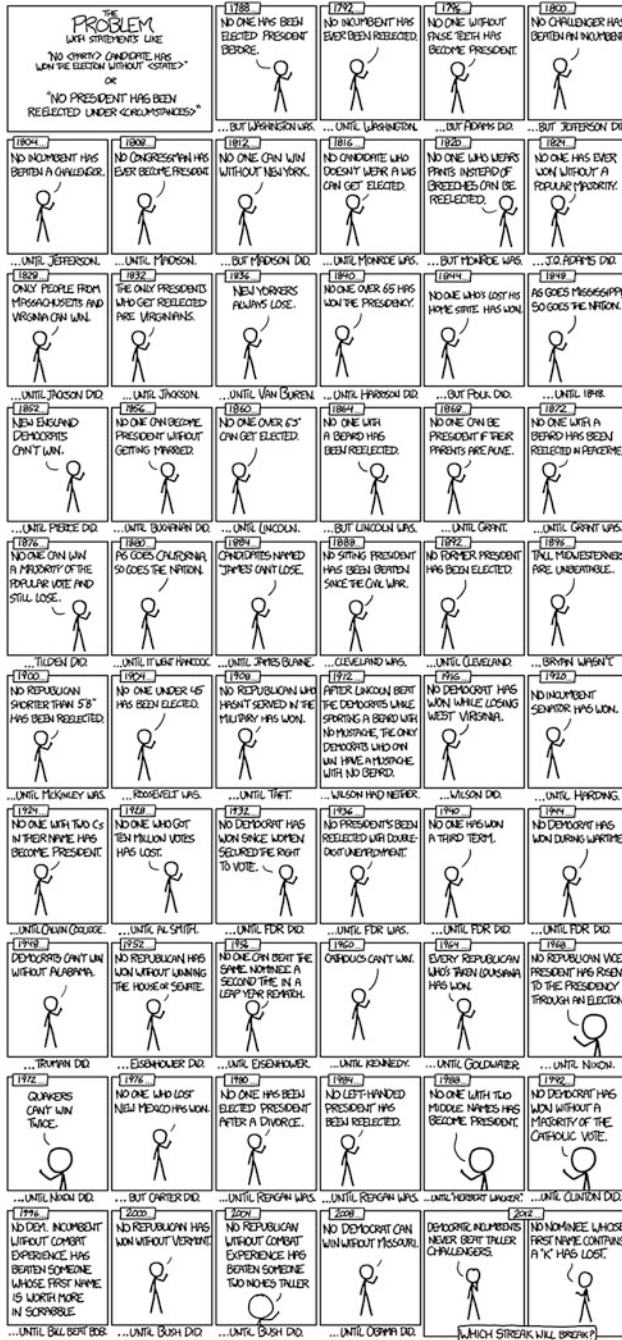 THE
PROBLEM
WITH STATEMENTS LIKE
"NO <PARTY> CANDIDATE HAS
WON THE ELECTION WITHOUT <STATE>"
OR
"NO PRESIDENT HAS BEEN
REELECTED UNDER <CIRCUMSTANCES>"
1788...
NO ONE HAS BEEN
ELECTED PRESIDENT
BEFORE.
...BUT WASHINGTON WAS.
1792...
NO INCUMBENT HAS
EVER BEEN REELECTED.
...UNTIL WASHINGTON.
1796...
NO ONE WITHOUT
FALSE TEETH HAS
BECOME PRESIDENT.
...BUT ADAMS DID.
1800...
NO CHALLENGER HAS
BEATEN AN INCUMBENT.
...BUT JEFFERSON DID.
1804...
NO INCUMBENT HAS
BEATEN A CHALLENGER.
...UNTIL JEFFERSON.
1808...
NO CONGRESSMAN HAS
EVER BECOME PRESIDENT.
...UNTIL MADISON.
1812...
NO ONE CAN WIN
WITHOUT NEW YORK.
...BUT MADISON DID.
1816...
NO CANDIDATE WHO
DOESN'T WEAR A WIG
CAN GET ELECTED.
...UNTIL MONROE WAS.
1820...
NO ONE WHO WEARS
PANTS INSTEAD OF
BREECHES CAN BE
REELECTED.
...BUT MONROE WAS.
1824...
NO ONE HAS EVER
WON WITHOUT A
POPULAR MAJORITY.
...J.Q. ADAMS DID.
1828...
ONLY PEOPLE FROM
MASSACHUSETTS AND
VIRGINIA CAN WIN.
...UNTIL JACKSON DID.
1832...
THE ONLY PRESIDENTS
WHO GET REELECTED
ARE VIRGINIANS.
...UNTIL JACKSON.
1836...
NEW YORKERS
ALWAYS LOSE.
...UNTIL VAN BUREN.
1840...
NO ONE OVER 65 HAS
WON THE PRESIDENCY.
...UNTIL HARRISON DID.
1844...
NO ONE WHO'S LOST HIS
HOME STATE HAS WON.
...BUT POLK DID.
1848...
AS GOES MISSISSIPPI,
SO GOES THE NATION.
...UNTIL 1848.
1852...
NEW ENGLAND
DEMOCRATS
CAN'T WIN.
...UNTIL PIERCE DID.
1856...
NO ONE CAN BECOME
PRESIDENT WITHOUT
GETTING MARRIED.
...UNTIL BUCHANAN DID.
1860...
NO ONE OVER 6'3"
CAN GET ELECTED.
...UNTIL LINCOLN.
1864...
NO ONE WITH
A BEARD HAS
BEEN REELECTED.
...BUT LINCOLN WAS.
1868...
NO ONE CAN BE
PRESIDENT IF THEIR
PARENTS ARE ALIVE.
...UNTIL GRANT.
1872...
NO ONE WITH A
BEARD HAS BEEN
REELECTED IN PEACETIME.
...UNTIL GRANT WAS.
1876...
NO ONE CAN WIN
A MAJORITY OF THE
POPULAR VOTE AND
STILL LOSE.
...TILDEN DID.
1880...
AS GOES CALIFORNIA,
SO GOES THE NATION.
...UNTIL IT WENT HANCOCK.
1884...
CANDIDATES NAMED
JAMES CAN'T LOSE.
...UNTIL JAMES BLAINE.
1888...
NO SITTING PRESIDENT
HAS BEEN BEATEN
SINCE THE CIVIL WAR.
...CLEVELAND WAS.
1892...
NO FORMER PRESIDENT
HAS BEEN ELECTED.
...UNTIL CLEVELAND.
1896...
TALL MIDWESTERNERS
ARE UNBEATABLE.
...BRYAN WASN'T.
1900...
NO REPUBLICAN
SHORTER THAN 5'8"
HAS BEEN REELECTED.
...UNTIL MCKINLEY WAS.
1904...
NO ONE UNDER 45
HAS BEEN ELECTED.
...ROOSEVELT WAS.
1908...
NO REPUBLICAN WHO
HASN'T SERVED IN THE
MILITARY HAS WON.
...UNTIL TAFT.
1912...
AFTER LINCOLN BEAT
THE DEMOCRATS WHILE
SPORTING A BEARD WITH
NO MUSTACHE, THE ONLY
DEMOCRATS WHO CAN
WIN HAVE A MUSTACHE
WITH NO BEARD.
...WILSON HAD NEITHER.
1916...
NO DEMOCRAT HAS
WON WHILE LOSING
WEST VIRGINIA.
...WILSON DID.
1920...
NO INCUMBENT
SENATOR HAS WON.
...UNTIL HARDING.
1924...
NO ONE WITH TWO Cs
IN THEIR NAME HAS
BECOME PRESIDENT.
...UNTIL CALVIN COOLIDGE.
1928...
NO ONE WHO GOT
TEN MILLION VOTES
HAS LOST.
...UNTIL AL SMITH.
1932...
NO DEMOCRAT HAS
WON SINCE WOMEN
SECURED THE RIGHT
TO VOTE.
...UNTIL FDR DID.
1936...
NO PRESIDENT'S BEEN
REELECTED WITH DOUBLE-
DIGIT UNEMPLOYMENT.
...UNTIL FDR WAS.
1940...
NO ONE HAS WON
A THIRD TERM.
...UNTIL FDR DID.
1944...
NO DEMOCRAT HAS
WON DURING WARTIME.
...UNTIL FDR DID.
1948...
DEMOCRATS CAN'T WIN
WITHOUT ALABAMA.
...TRUMAN DID.
1952...
NO REPUBLICAN HAS
WON WITHOUT WINNING
THE HOUSE OR SENATE.
...EISENHOWER DID.
1956...
NO ONE CAN BEAT THE
SAME NOMINEE A
SECOND TIME IN A
LEAP YEAR REMATCH.
...UNTIL EISENHOWER.
1960...
CATHOLICS CAN'T WIN.
...UNTIL KENNEDY.
1964...
EVERY REPUBLICAN
WHO'S TAKEN LOUISIANA
HAS WON.
...UNTIL GOLDWATER.
1968...
NO REPUBLICAN VICE
PRESIDENT HAS RISEN
TO THE PRESIDENCY
THROUGH AN ELECTION.
...UNTIL NIXON.
1972...
QUAKERS
CAN'T WIN
TWICE.
...UNTIL NIXON DID.
1976...
NO ONE WHO LOST
NEW MEXICO HAS WON.
...BUT CARTER DID.
1980...
NO ONE HAS BEEN
ELECTED PRESIDENT
AFTER A DIVORCE.
...UNTIL REAGAN WAS.
1984...
NO LEFT-HANDED
PRESIDENT HAS
BEEN REELECTED.
...UNTIL REAGAN WAS.
1988...
NO ONE WITH TWO
MIDDLE NAMES HAS
BECOME PRESIDENT.
...UNTIL "HERBERT WALKER".
1992...
NO DEMOCRAT HAS
WON WITHOUT A
MAJORITY OF THE
CATHOLIC VOTE.
...UNTIL CLINTON DID.
1996...
NO DEM. INCUMBENT
WITHOUT COMBAT
EXPERIENCE HAS
BEATEN SOMEONE
WHOSE FIRST NAME
IS WORTH MORE
IN SCRABBLE.
...UNTIL BILL BEAT BOB.
2000...
NO REPUBLICAN HAS
WON WITHOUT VERMONT.
...UNTIL BUSH DID.
2004...
NO REPUBLICAN
WITHOUT COMBAT
EXPERIENCE HAS
BEATEN SOMEONE
TWO INCHES TALLER
...UNTIL BUSH DID.
2008...
NO DEMOCRAT CAN
WIN WITHOUT MISSOURI.
...UNTIL OBAMA DID.
2012...
DEMOCRATIC INCUMBENTS
NEVER BEAT TALLER
CHALLENGERS.
NO NOMINEE WHOSE
FIRST NAME CONTAINS
A "K" HAS LOST.
WHICH STREAK WILL BREAK?